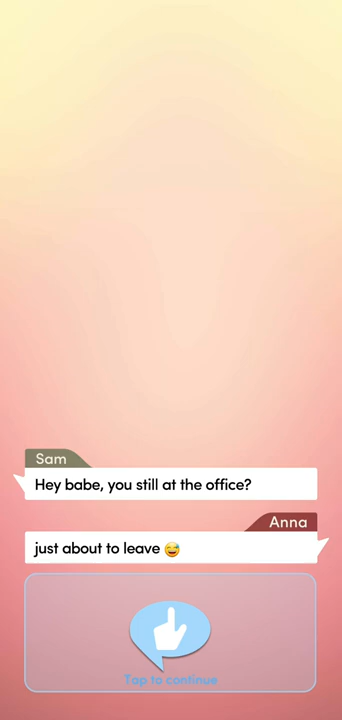 Sam
Hey babe, you still at the office?
Anna
just about to leave 😅
Tap to continue